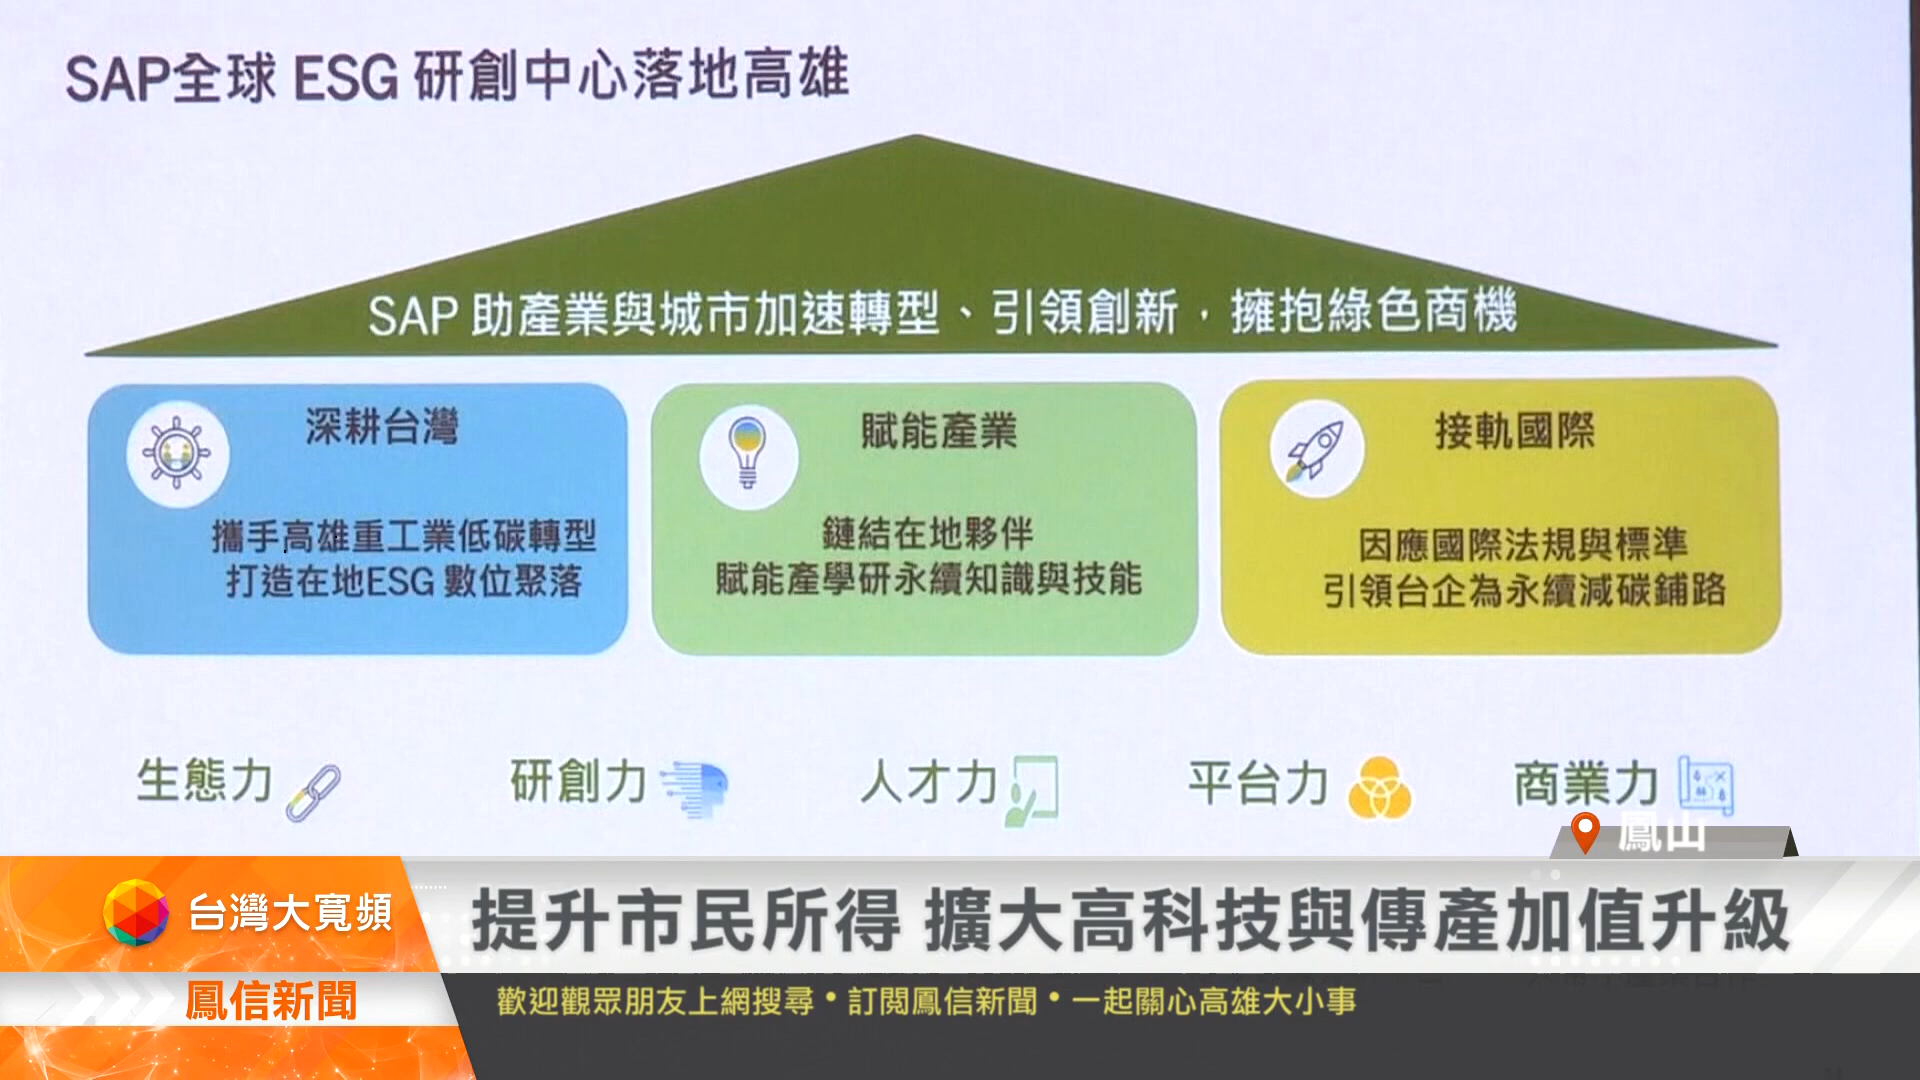 SAP全球 ESG 研創中心落地高雄
SAP 助產業與城市加速轉型、引領創新，擁抱綠色商機
深耕台灣
攜手高雄重工業低碳轉型
打造在地ESG 數位聚落
賦能產業
鏈結在地夥伴
賦能產學研永續知識與技能
接軌國際
因應國際法規與標準
引領台企為永續減碳鋪路
生態力
研創力
人才力
平台力
商業力
鳳山
台灣大寬頻
提升市民所得 擴大高科技與傳產加值升級
鳳信新聞
歡迎觀眾朋友上網搜尋•訂閱鳳信新聞•一起關心高雄大小事